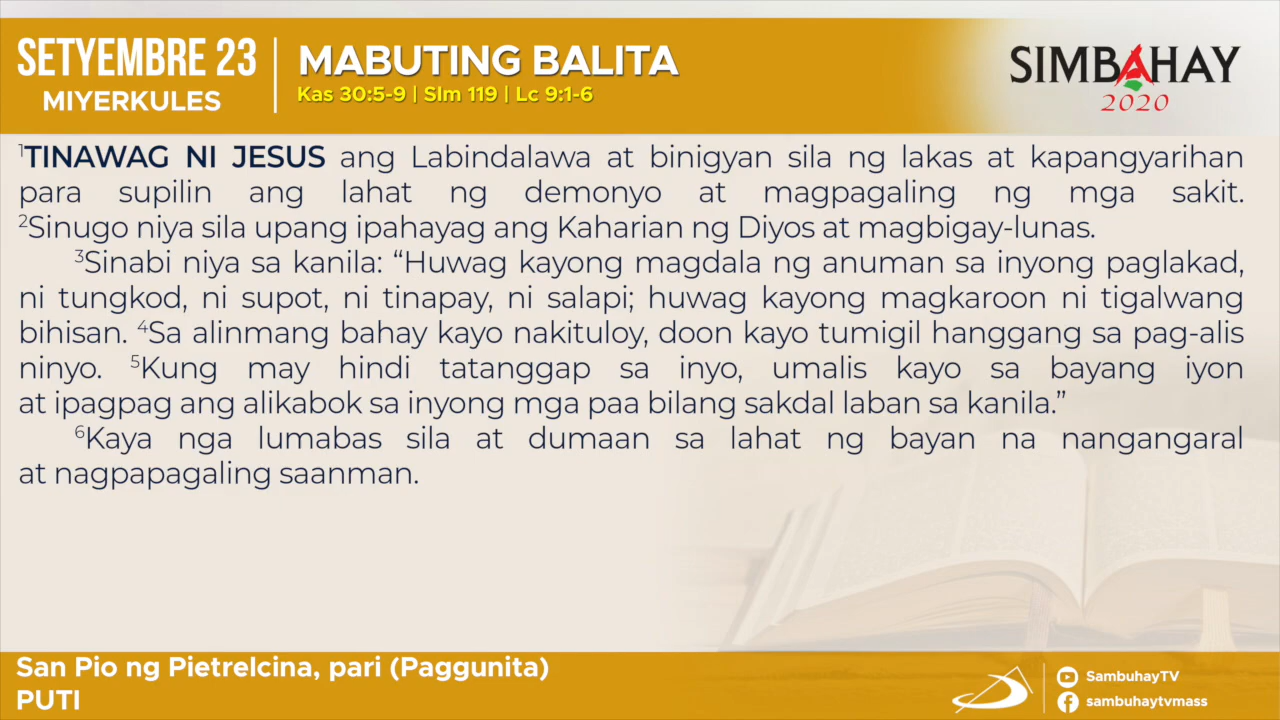 SETYEMBRE 23
MIYERKULES
MABUTING BALITA
Kas 30:5-9 | Slm 119 | Lc 9:1-6
SIMBAHAY
2020
1TINAWAG NI JESUS ang Labindalawa at binigyan sila ng lakas at kapangyarihan
para supilin ang lahat ng demonyo at magpagaling ng mga sakit.
2Sinugo niya sila upang ipahayag ang Kaharian ng Diyos at magbigay-lunas.
3Sinabi niya sa kanila: “Huwag kayong magdala ng anuman sa inyong paglakad,
ni tungkod, ni supot, ni tinapay, ni salapi; huwag kayong magkaroon ni tigalwang
bihisan. 4Sa alinmang bahay kayo nakituloy, doon kayo tumigil hanggang sa pag-alis
ninyo. 5Kung may hindi tatanggap sa inyo, umalis kayo sa bayang iyon
at ipagpag ang alikabok sa inyong mga paa bilang sakdal laban sa kanila.”
6Kaya nga lumabas sila at dumaan sa lahat ng bayan na nangangaral
at nagpapagaling saanman.
San Pio ng Pietrelcina, pari (Paggunita)
PUTI
SambuhayTV
sambuhaytvmass